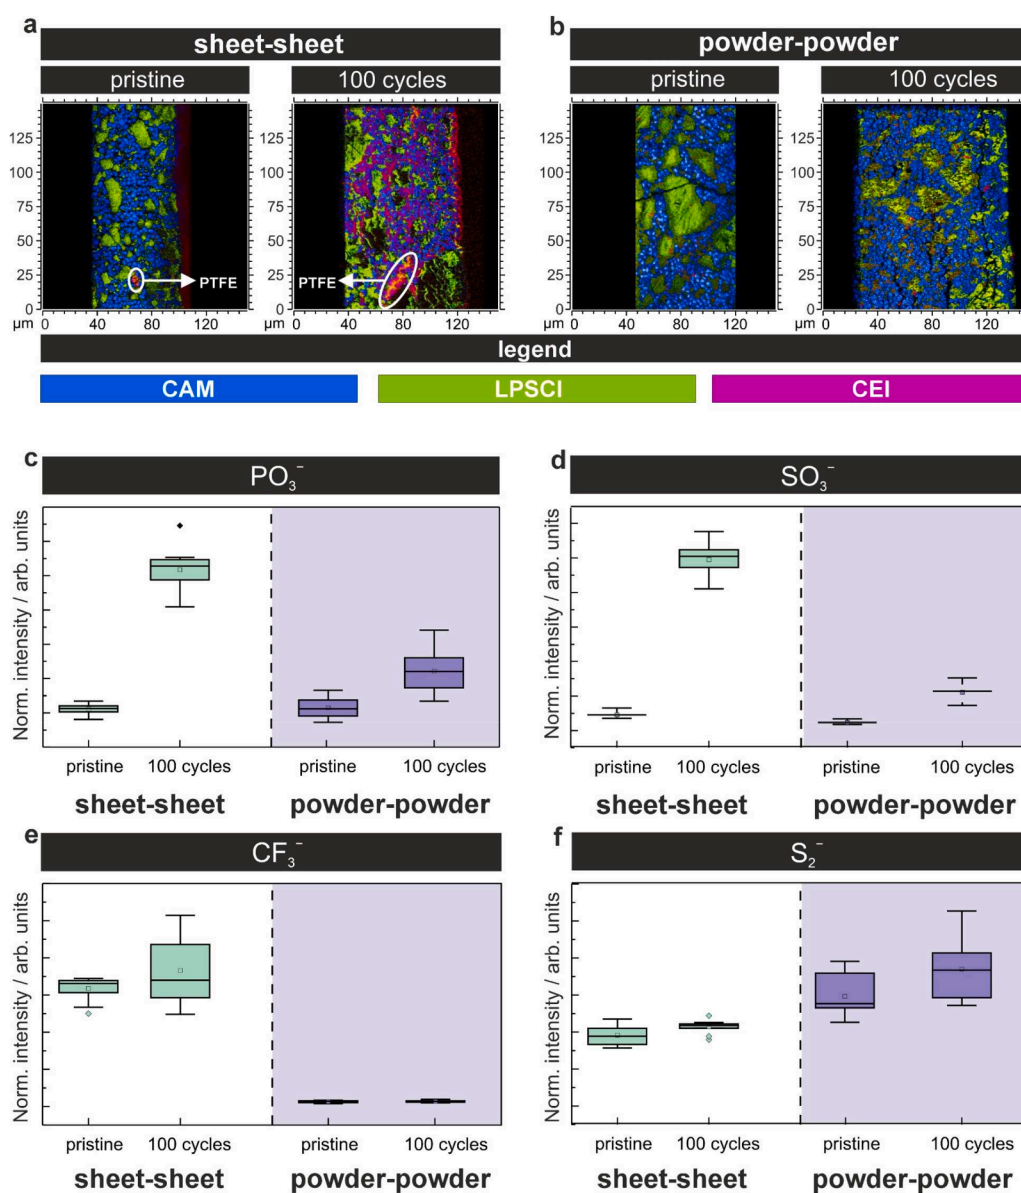 a
sheet-sheet
pristine
100 cycles
125
100
75
50
25
0
µm
0 40 80 120
PTFE
125
100
75
50
25
0
µm
0 40 80 120
PTFE
b
powder-powder
pristine
100 cycles
125
100
75
50
25
0
µm
0 40 80 120
125
100
75
50
25
0
µm
0 40 80 120
legend
CAM
LPSCI
CEI
c
PO₃⁻
Norm. intensity / arb. units
pristine 100 cycles pristine 100 cycles
sheet-sheet powder-powder
d
SO₃⁻
Norm. intensity / arb. units
pristine 100 cycles pristine 100 cycles
sheet-sheet powder-powder
e
CF₃⁻
Norm. intensity / arb. units
pristine 100 cycles pristine 100 cycles
sheet-sheet powder-powder
f
S₂⁻
Norm. intensity / arb. units
pristine 100 cycles pristine 100 cycles
sheet-sheet powder-powder